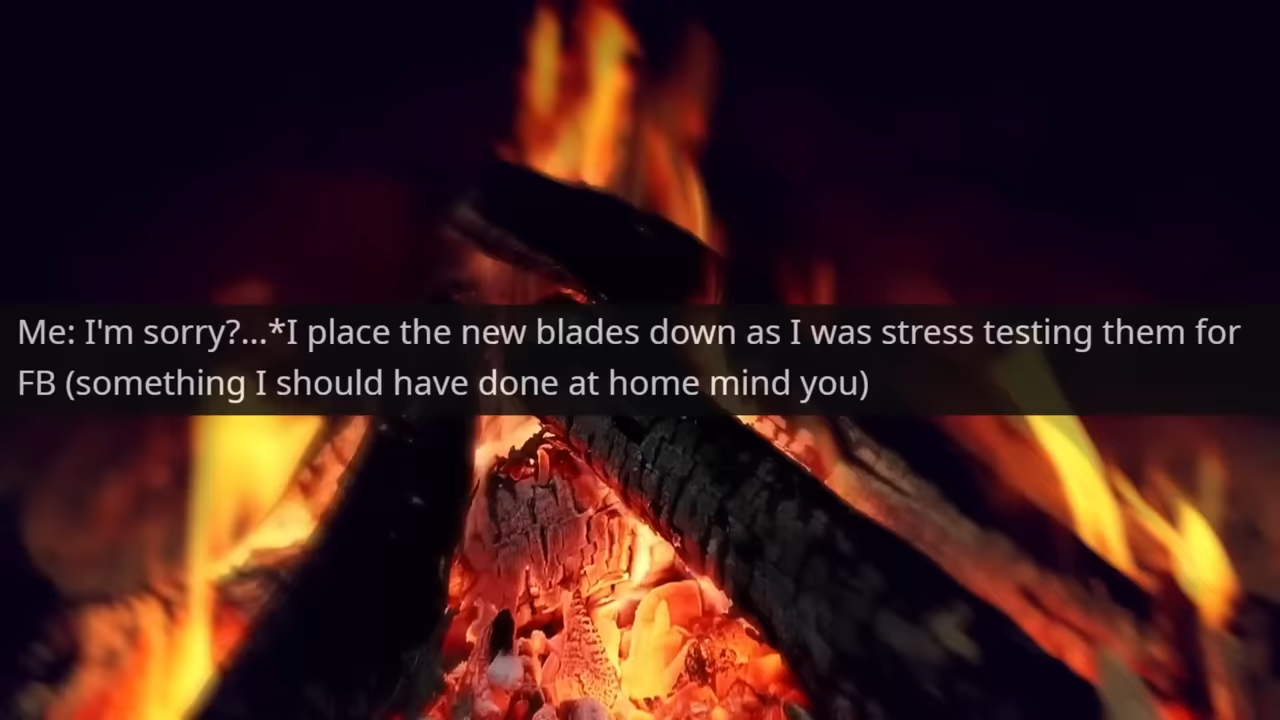 Me: I'm sorry?...*I place the new blades down as I was stress testing them for
FB (something I should have done at home mind you)